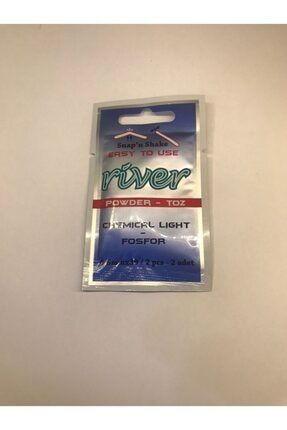 Snap'n Shake
EASY TO USE
river
POWDER - TOZ
CHEMICAL LIGHT
-
FOSFOR
/ 2 pcs - 2 adet